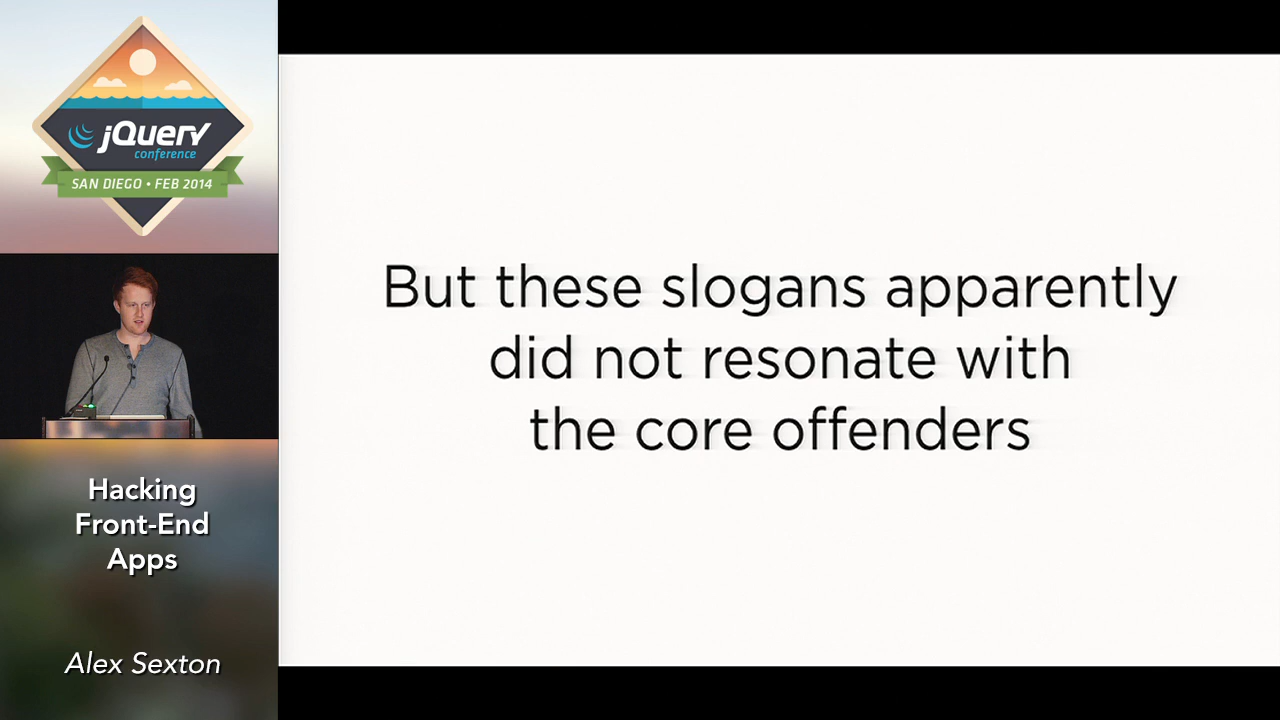 jQuery
conference
SAN DIEGO • FEB 2014
Hacking
Front-End
Apps
Alex Sexton
But these slogans apparently
did not resonate with
the core offenders